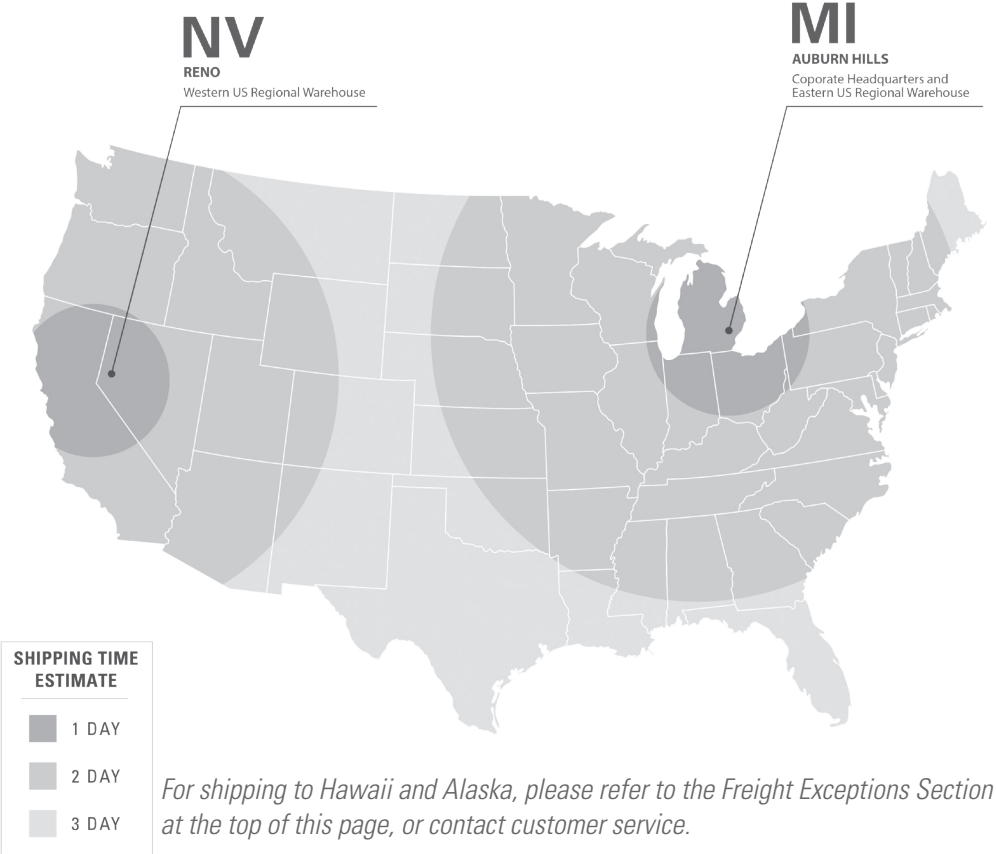 NV
RENO
Western US Regional Warehouse
MI
AUBURN HILLS
Coporate Headquarters and
Eastern US Regional Warehouse
SHIPPING TIME
ESTIMATE
1 DAY
2 DAY
3 DAY
For shipping to Hawaii and Alaska, please refer to the Freight Exceptions Section
at the top of this page, or contact customer service.